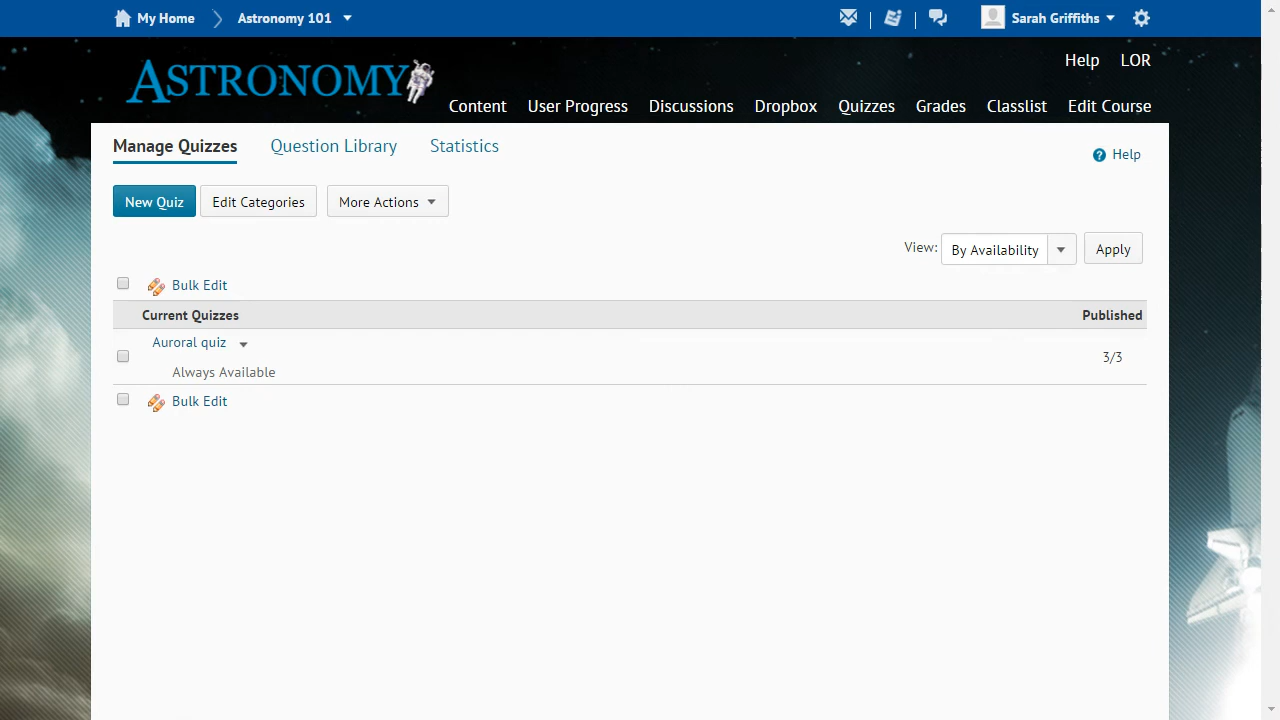 My Home Astronomy 101 Sarah Griffiths
Help LOR
ASTRONOMY
Content User Progress Discussions Dropbox Quizzes Grades Classlist Edit Course
Manage Quizzes Question Library Statistics
Help
New Quiz Edit Categories More Actions
View: By Availability Apply
Bulk Edit
Current Quizzes Published
Auroral quiz
3/3
Always Available
Bulk Edit